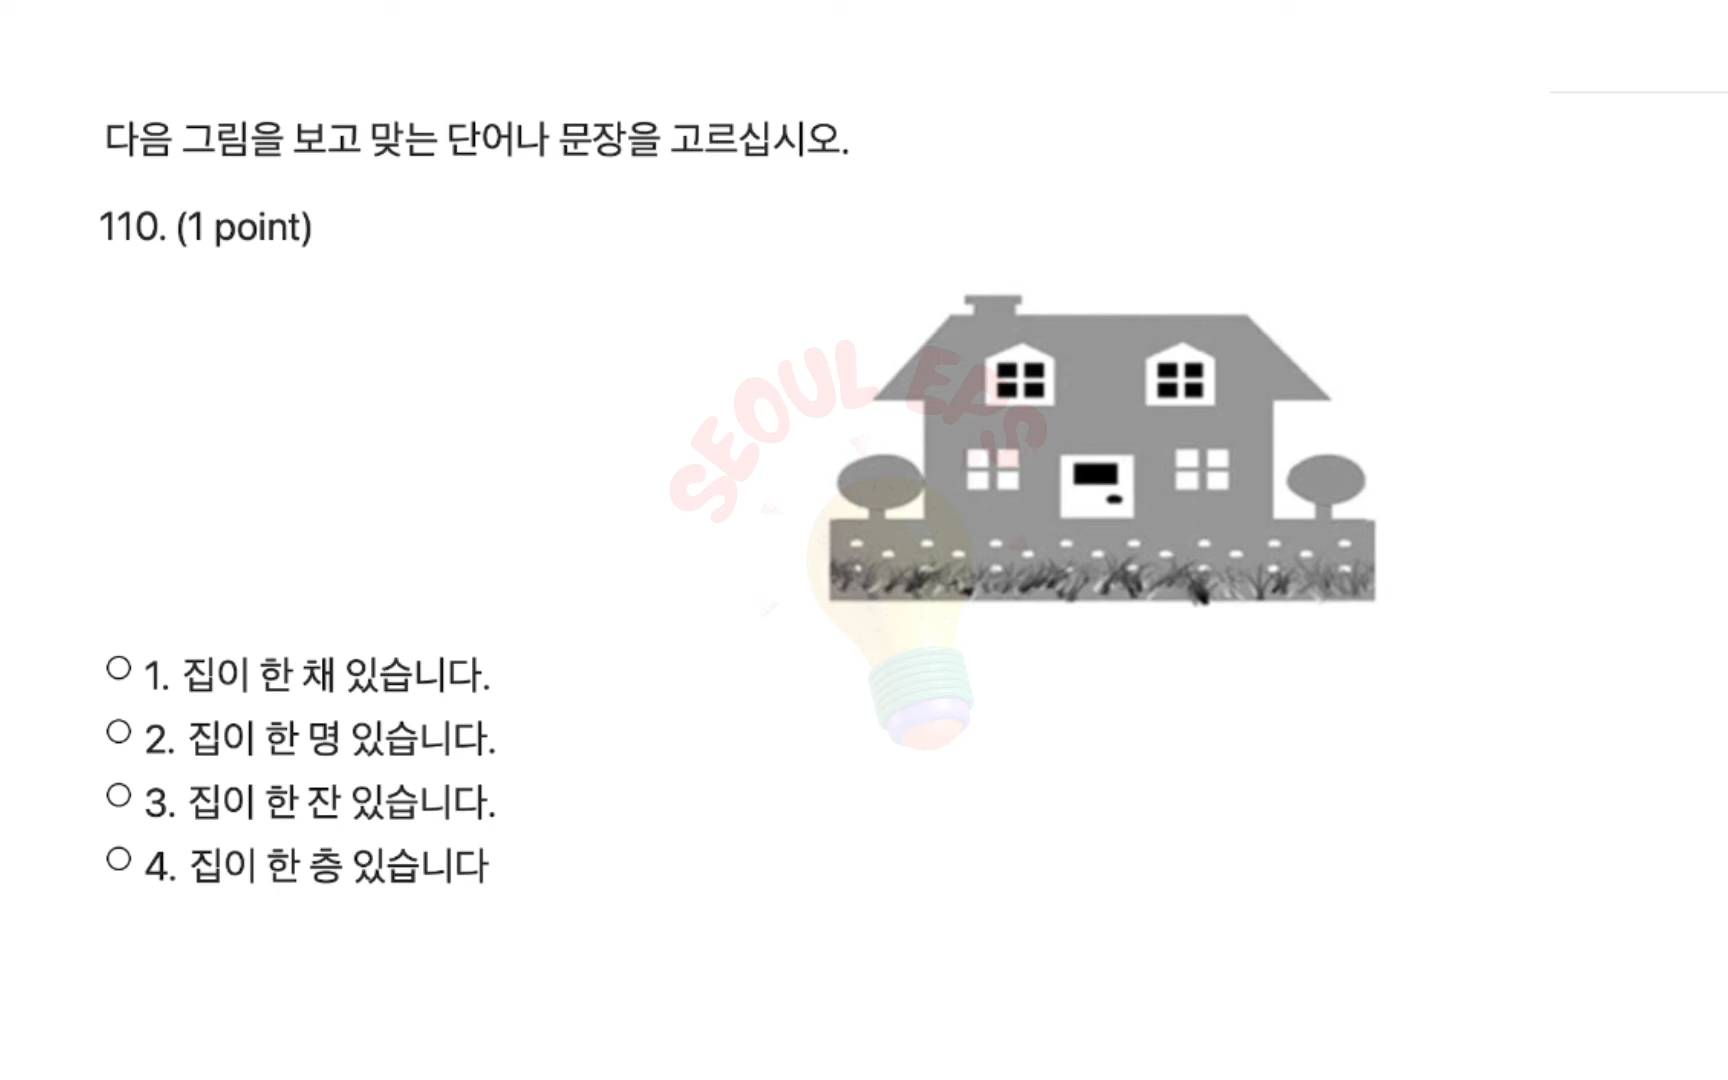 다음 그림을 보고 맞는 단어나 문장을 고르십시오.
110. (1 point)
SEOUL EPS
1. 집이 한 채 있습니다.
2. 집이 한 명 있습니다.
3. 집이 한 잔 있습니다.
4. 집이 한 층 있습니다